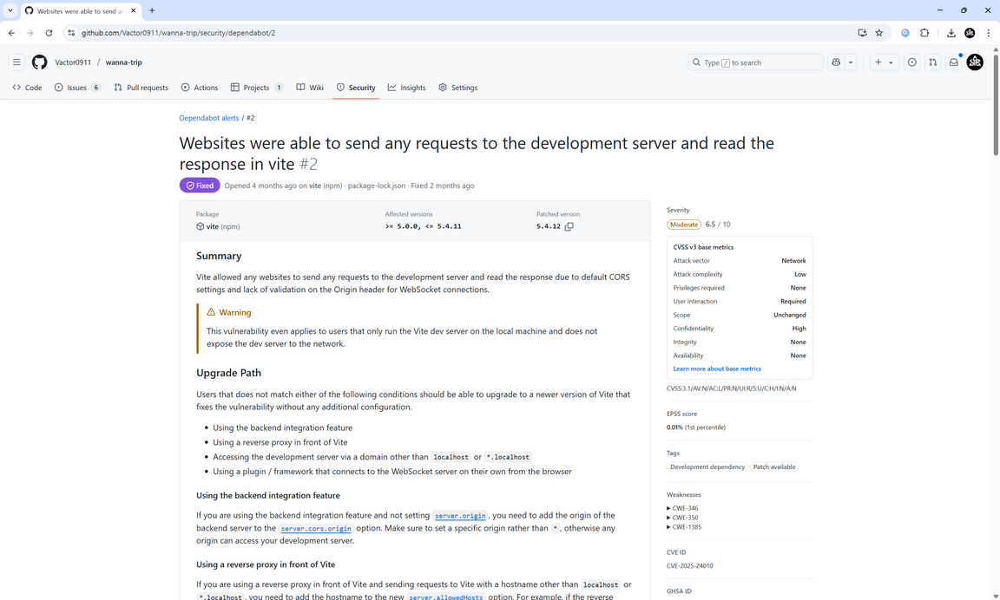 Websites were able to send a
github.com/Vactor0911/wanna-trip/security/dependabot/2
Vactor0911 / wanna-trip
Type / to search
Code
Issues 6
Pull requests
Actions
Projects 1
Wiki
Security
Insights
Settings
Dependabot alerts / #2
Websites were able to send any requests to the development server and read the
response in vite #2
Fixed
Opened 4 months ago on vite (npm) · package-lock.json · Fixed 2 months ago
Package
vite (npm)
Affected versions
>= 5.0.0, <= 5.4.11
Patched version
5.4.12
Summary
Vite allowed any websites to send any requests to the development server and read the response due to default CORS
settings and lack of validation on the Origin header for WebSocket connections.
Warning
This vulnerability even applies to users that only run the Vite dev server on the local machine and does not
expose the dev server to the network.
Upgrade Path
Users that does not match either of the following conditions should be able to upgrade to a newer version of Vite that
fixes the vulnerability without any additional configuration.
• Using the backend integration feature
• Using a reverse proxy in front of Vite
• Accessing the development server via a domain other than localhost or *.localhost
• Using a plugin / framework that connects to the WebSocket server on their own from the browser
Using the backend integration feature
If you are using the backend integration feature and not setting server.origin, you need to add the origin of the
backend server to the server.cors.origin option. Make sure to set a specific origin rather than *, otherwise any
origin can access your development server.
Using a reverse proxy in front of Vite
If you are using a reverse proxy in front of Vite and sending requests to Vite with a hostname other than localhost or
*.localhost, you need to add the hostname to the new server.allowedHosts option. For example, if the reverse
Severity
Moderate 6.5 / 10
CVSS v3 base metrics
Attack vector Network
Attack complexity Low
Privileges required None
User interaction Required
Scope Unchanged
Confidentiality High
Integrity None
Availability None
Learn more about base metrics
CVSS:3.1/AV:N/AC:L/PR:N/UI:R/S:U/C:H/I:N/A:N
EPSS score
0.01% (1st percentile)
Tags
Development dependency
Patch available
Weaknesses
CWE-346
CWE-350
CWE-1385
CVE ID
CVE-2025-24010
GHSA ID